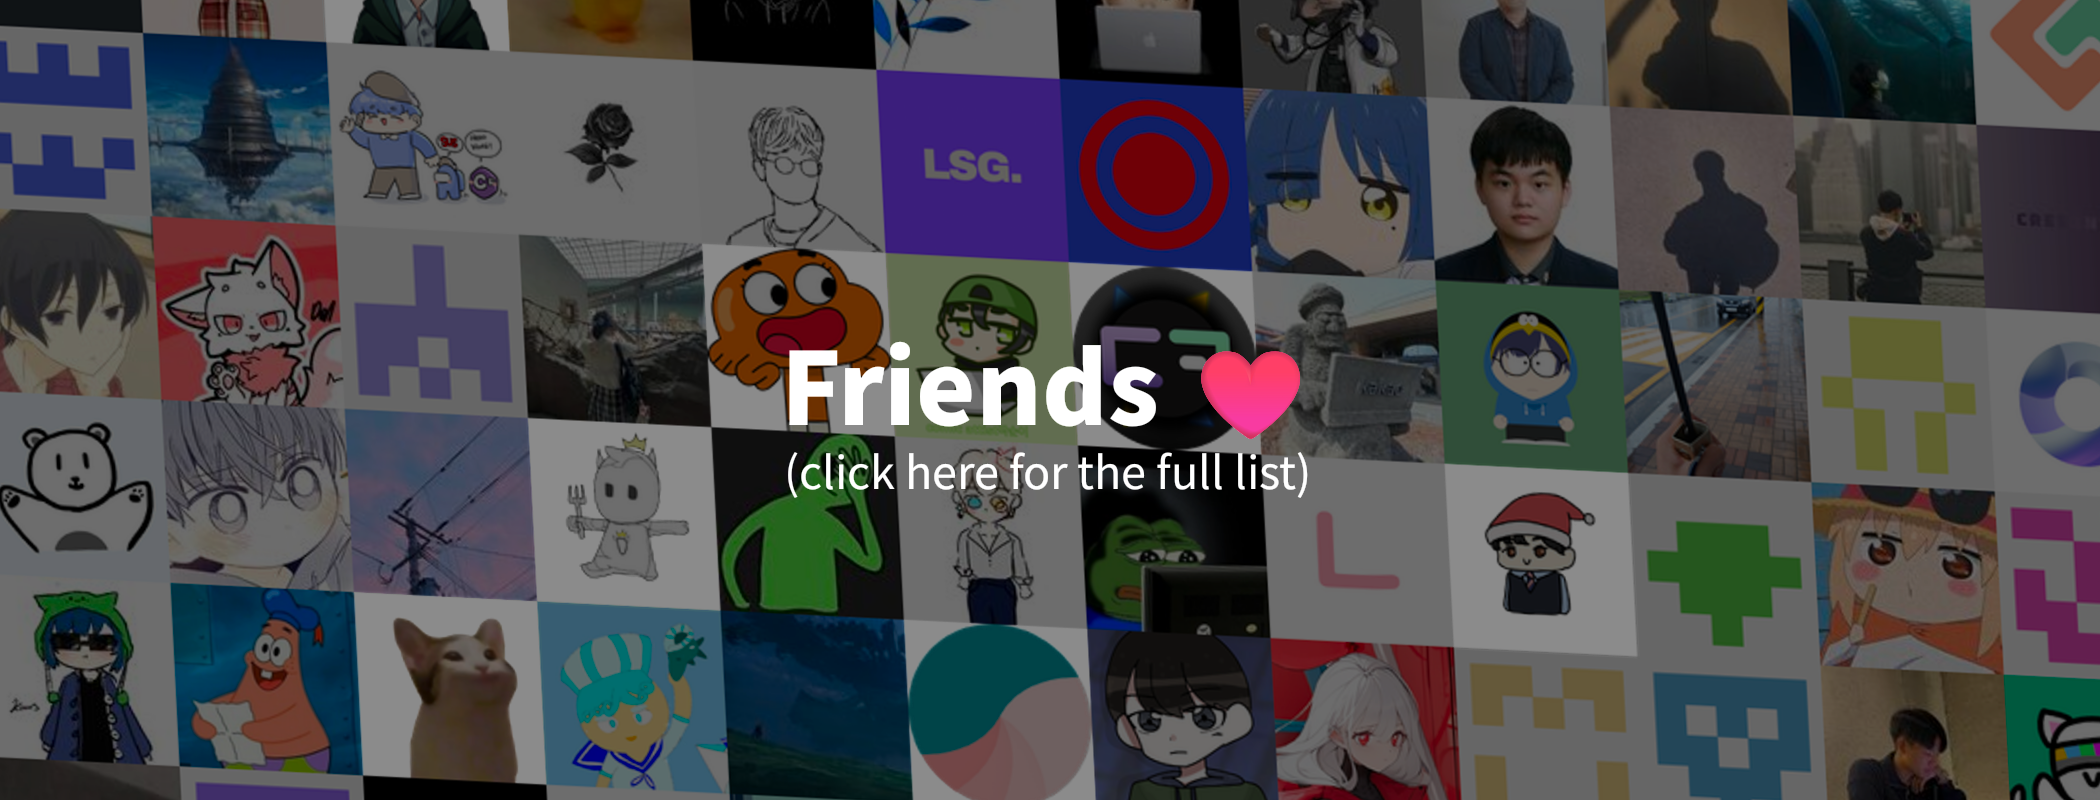 LSG.
Friends ❤
(click here for the full list)